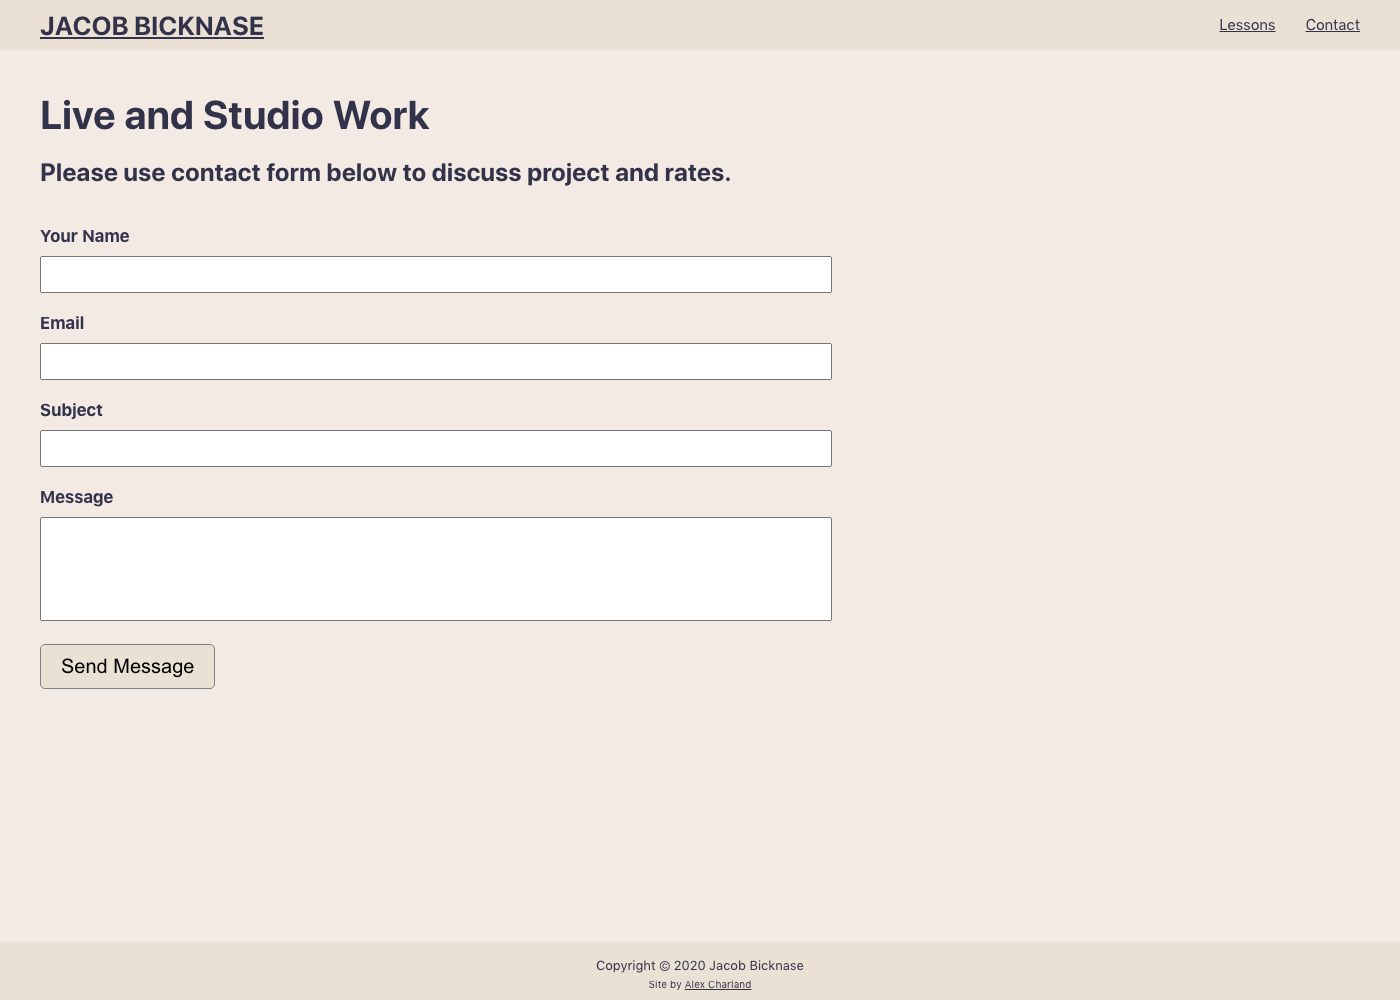 JACOB BICKNASE
Lessons Contact
Live and Studio Work
Please use contact form below to discuss project and rates.
Your Name
Email
Subject
Message
Send Message
Copyright © 2020 Jacob Bicknase
Site by Alex Charland